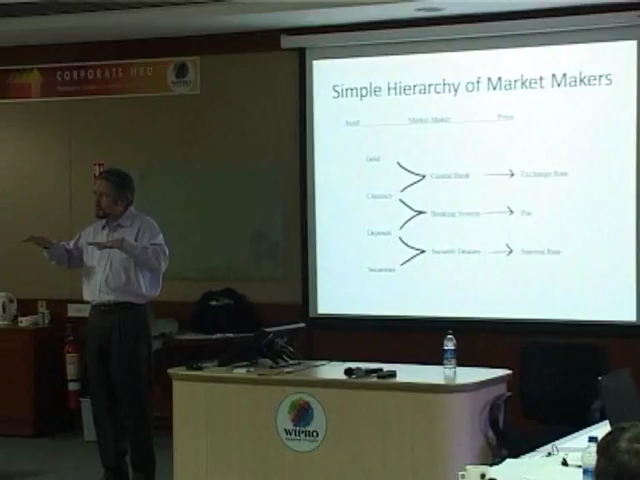 CORPORATE HRD
Simple Hierarchy of Market Makers
Asset Market Maker Price
Gold
Central Bank Exchange Rate
Currency
Banking System Par
Deposits
Security Dealers Interest Rate
Securities
WIPRO